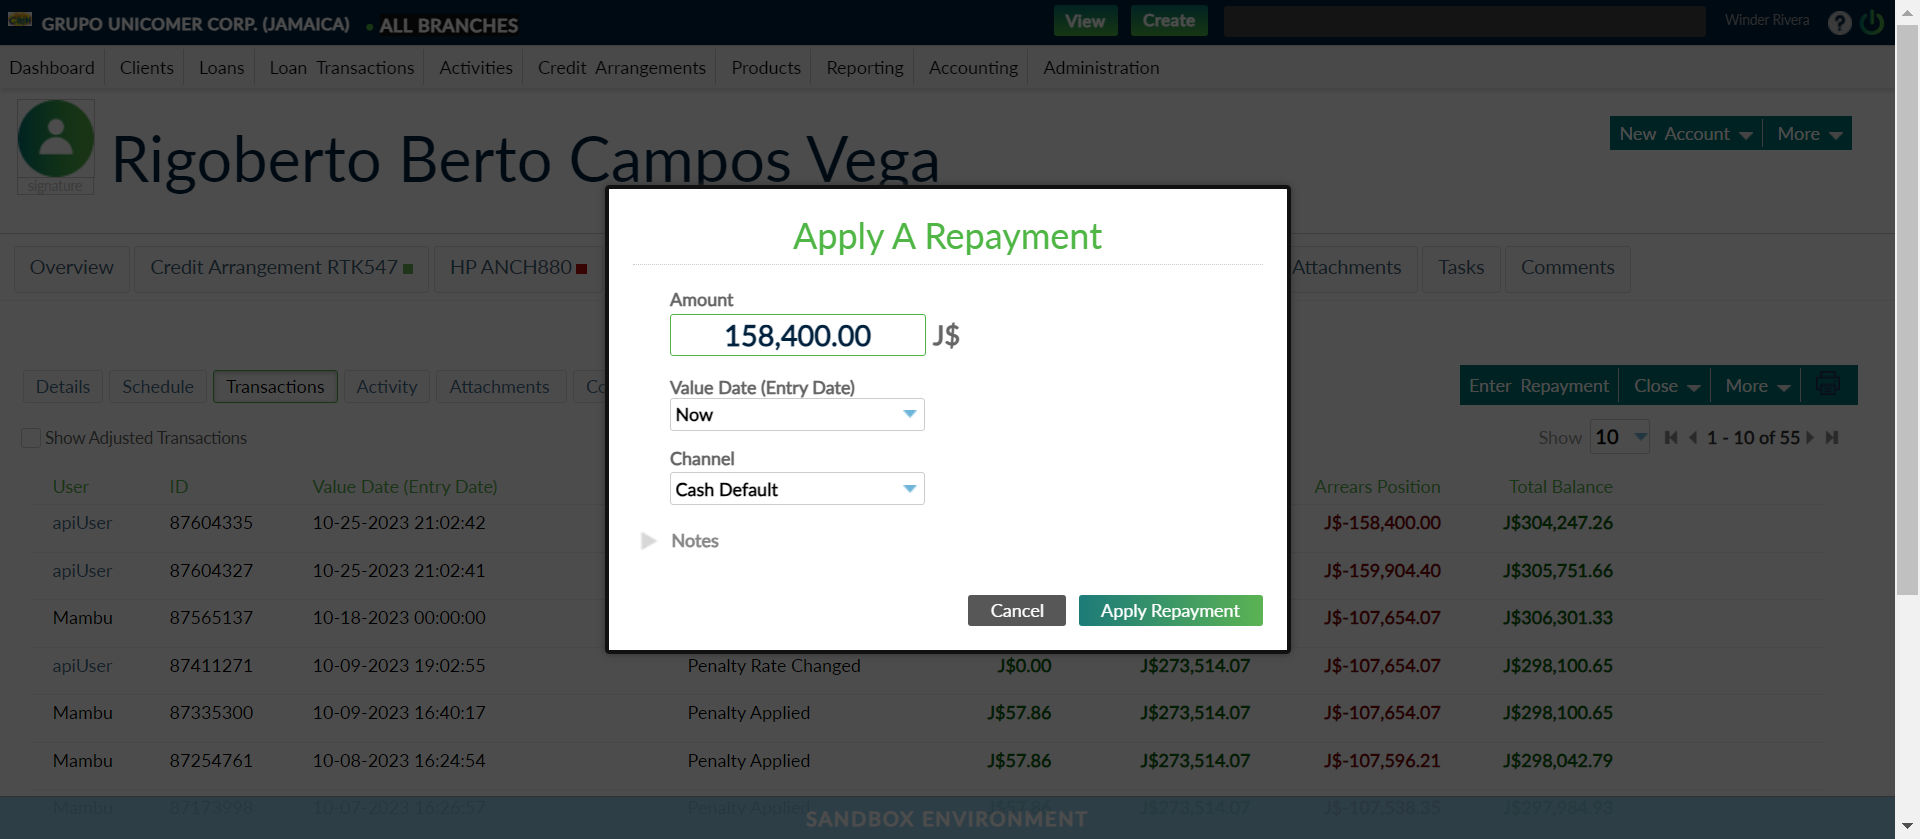 GRUPO UNICOMER CORP. (JAMAICA) • ALL BRANCHES View Create Winder Rivera ?
Dashboard Clients Loans Loan Transactions Activities Credit Arrangements Products Reporting Accounting Administration
signature
Rigoberto Berto Campos Vega
New Account More
Overview Credit Arrangement RTK547 HP ANCH880 Attachments Tasks Comments
Apply A Repayment
Amount
158,400.00 J$
Value Date (Entry Date)
Now
Channel
Cash Default
Notes
Cancel Apply Repayment
Details Schedule Transactions Activity Attachments Co
Enter Repayment Close More
Show Adjusted Transactions
Show 10 1 - 10 of 55
User ID Value Date (Entry Date) Arrears Position Total Balance
apiUser 87604335 10-25-2023 21:02:42 J$-158,400.00 J$304,247.26
apiUser 87604327 10-25-2023 21:02:41 J$-159,904.40 J$305,751.66
Mambu 87565137 10-18-2023 00:00:00 J$-107,654.07 J$306,301.33
apiUser 87411271 10-09-2023 19:02:55 Penalty Rate Changed J$0.00 J$273,514.07 J$-107,654.07 J$298,100.65
Mambu 87335300 10-09-2023 16:40:17 Penalty Applied J$57.86 J$273,514.07 J$-107,654.07 J$298,100.65
Mambu 87254761 10-08-2023 16:24:54 Penalty Applied J$57.86 J$273,514.07 J$-107,596.21 J$298,042.79
Mambu 87173998 10-07-2023 16:26:57 Penalty Applied J$57.86 J$273,514.07 J$-107,538.35 J$297,984.93
SANDBOX ENVIRONMENT